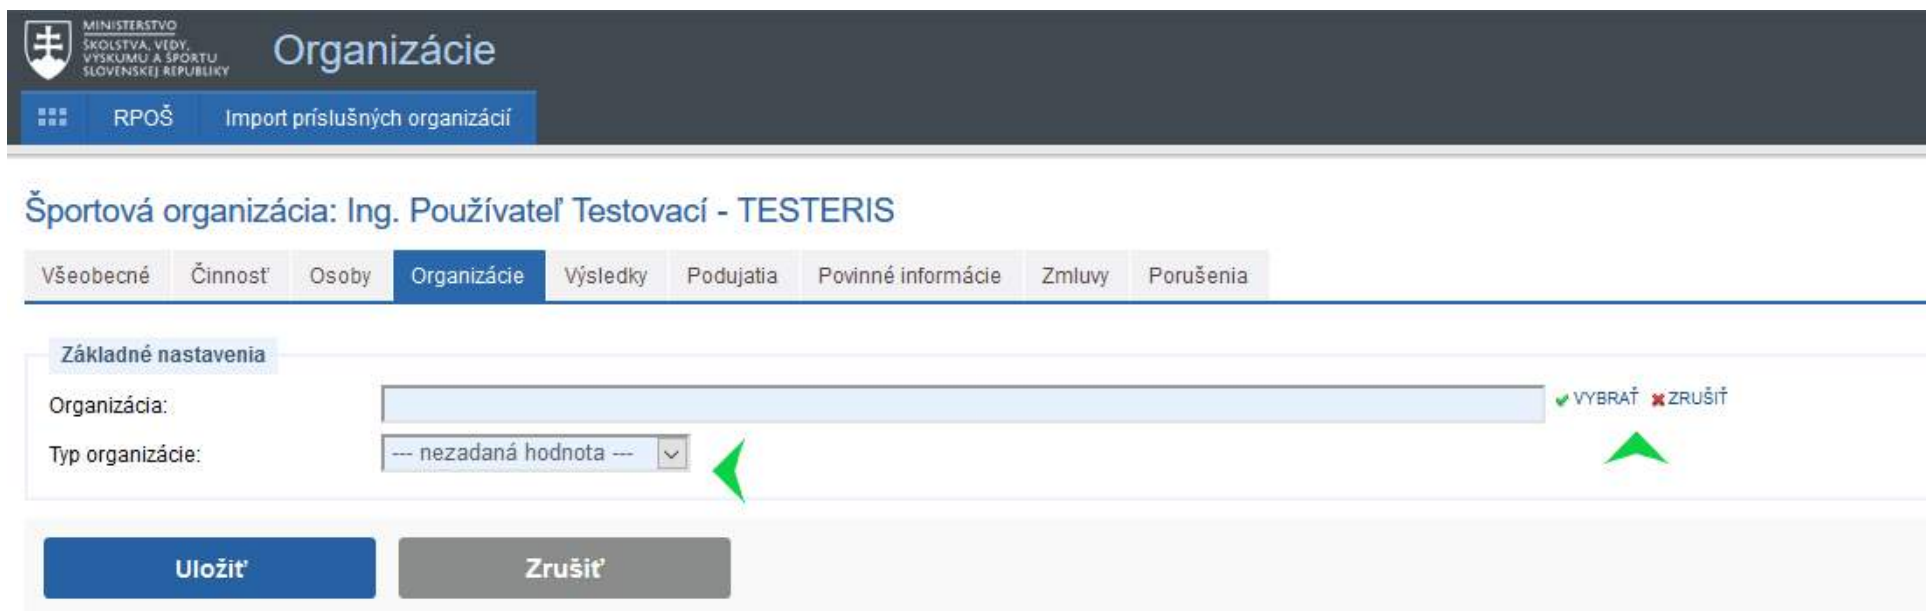 MINISTERSTVO
ŠKOLSTVA, VEDY,
VÝSKUMU A ŠPORTU
SLOVENSKEJ REPUBLIKY
Organizácie
RPOŠ Import príslušných organizácií
Športová organizácia: Ing. Používateľ Testovací - TESTERIS
Všeobecné Činnosť Osoby Organizácie Výsledky Podujatia Povinné informácie Zmluvy Porušenia
Základné nastavenia
Organizácia: VYBRAŤ ZRUŠIŤ
Typ organizácie: --- nezadaná hodnota ---
Uložiť Zrušiť